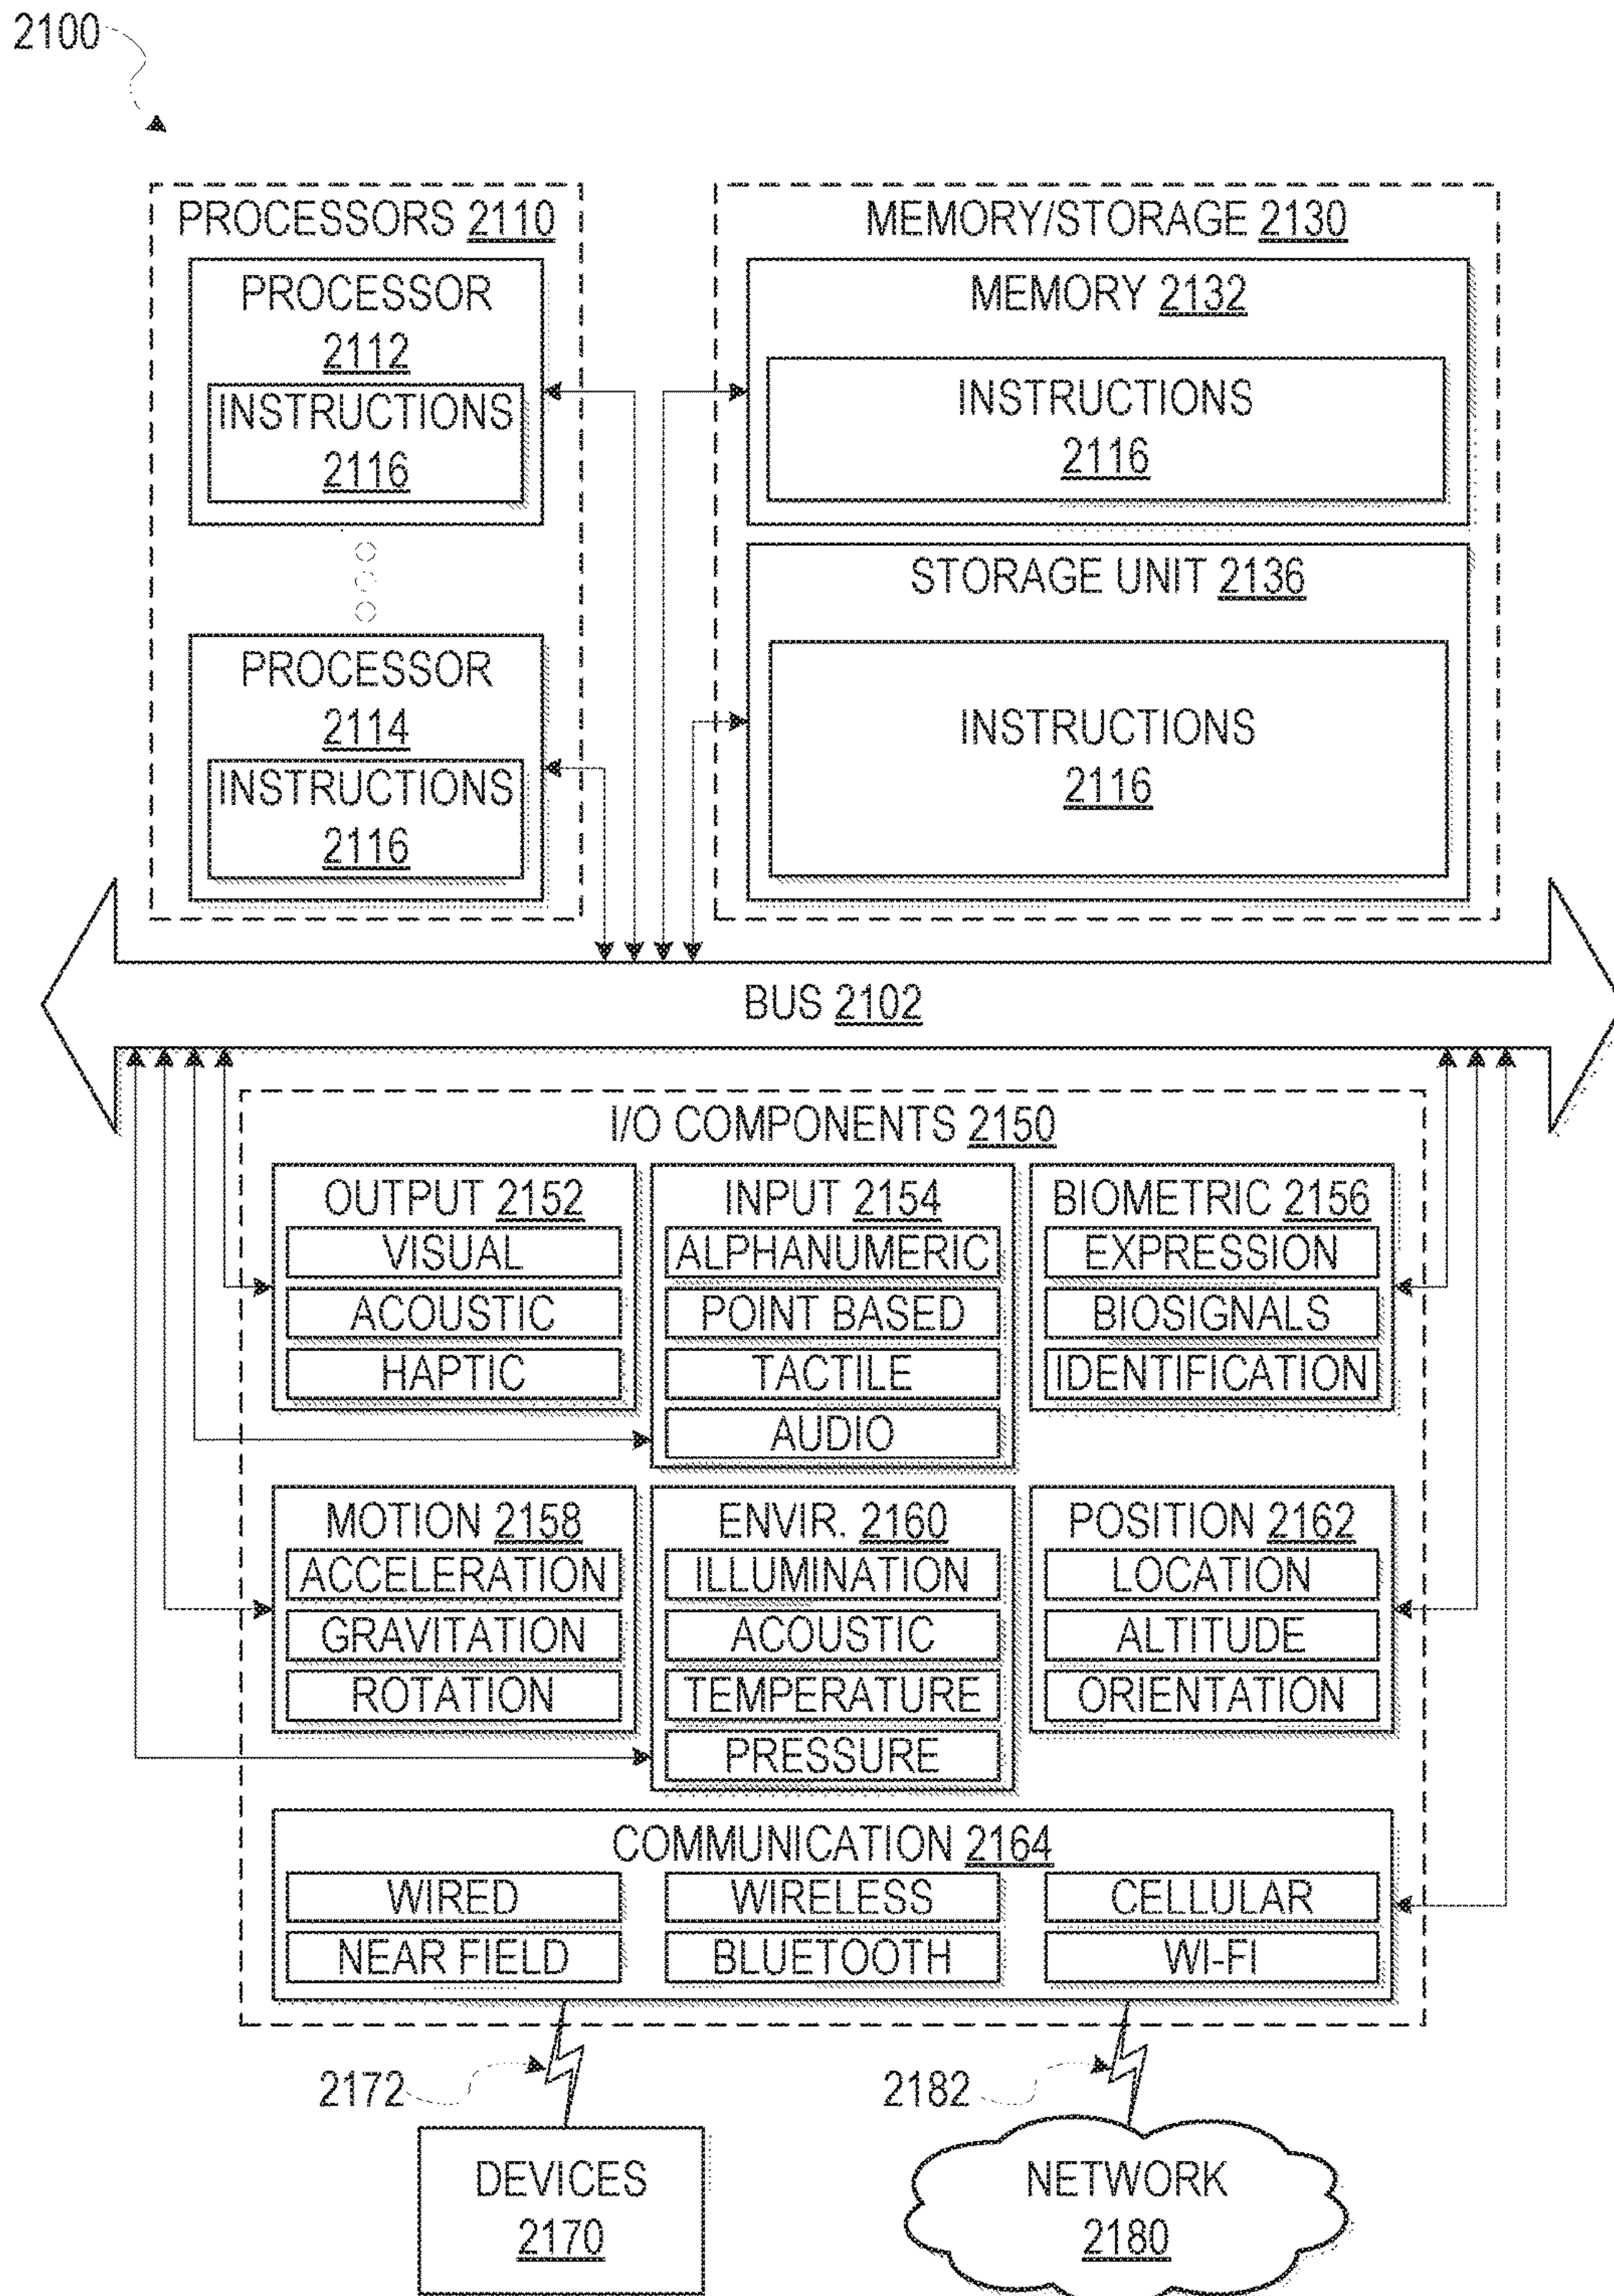 2100
PROCESSORS 2110
PROCESSOR
2112
INSTRUCTIONS
2116
PROCESSOR
2114
INSTRUCTIONS
2116
MEMORY/STORAGE 2130
MEMORY 2132
INSTRUCTIONS
2116
STORAGE UNIT 2136
INSTRUCTIONS
2116
BUS 2102
I/O COMPONENTS 2150
OUTPUT 2152
VISUAL
ACOUSTIC
HAPTIC
INPUT 2154
ALPHANUMERIC
POINT BASED
TACTILE
AUDIO
BIOMETRIC 2156
EXPRESSION
BIOSIGNALS
IDENTIFICATION
MOTION 2158
ACCELERATION
GRAVITATION
ROTATION
ENVIR. 2160
ILLUMINATION
ACOUSTIC
TEMPERATURE
PRESSURE
POSITION 2162
LOCATION
ALTITUDE
ORIENTATION
COMMUNICATION 2164
WIRED
WIRELESS
CELLULAR
NEAR FIELD
BLUETOOTH
WI-FI
2172
2182
DEVICES
2170
NETWORK
2180